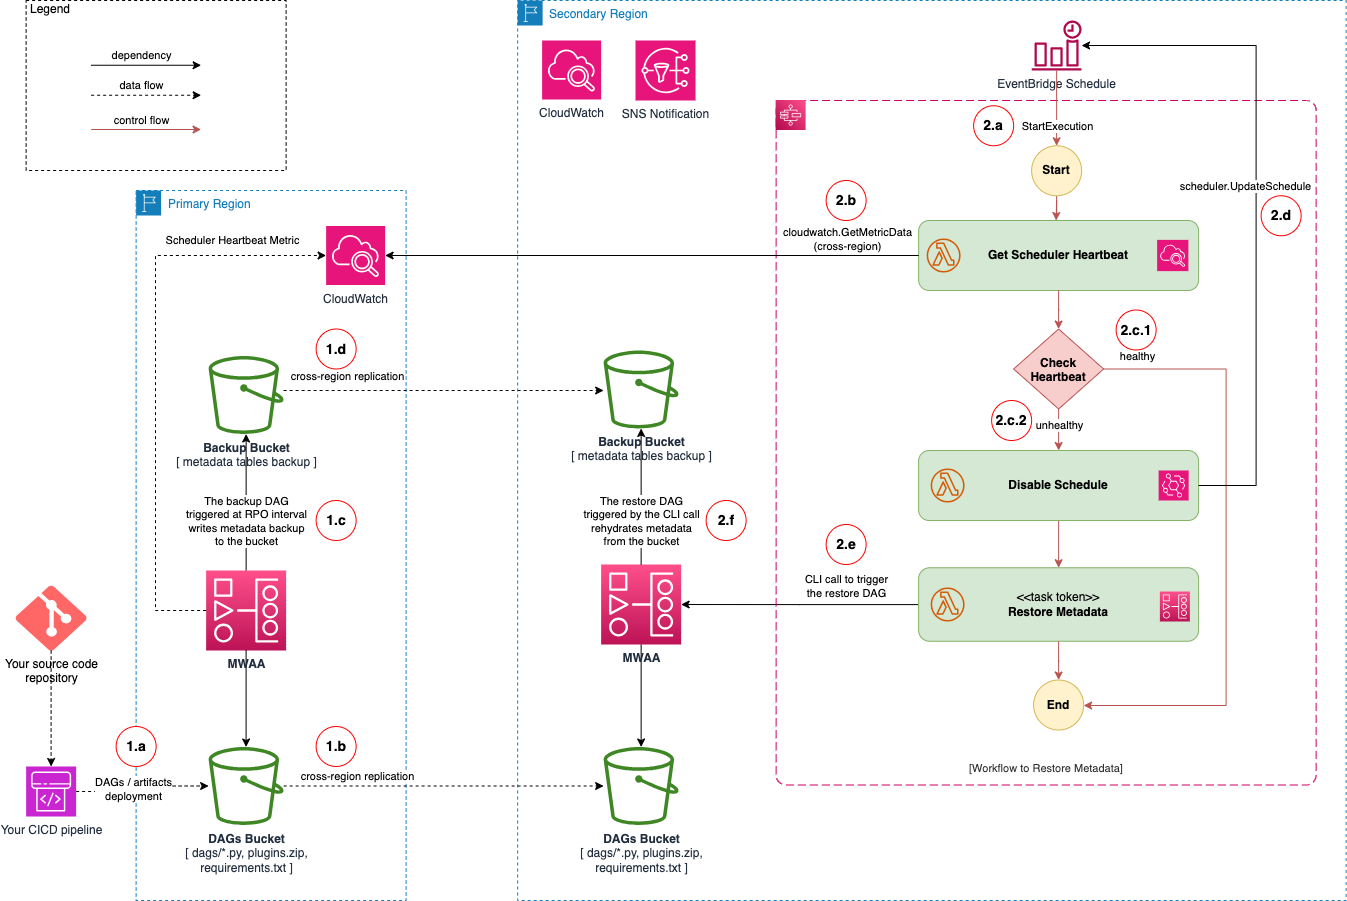 Legend
dependency
data flow
control flow
Secondary Region
CloudWatch
SNS Notification
EventBridge Schedule
2.a
StartExecution
Start
scheduler.UpdateSchedule
2.d
2.b
cloudwatch.GetMetricData
(cross-region)
Get Scheduler Heartbeat
2.c.1
healthy
Check
Heartbeat
2.c.2
unhealthy
Disable Schedule
2.e
CLI call to trigger
the restore DAG
<<task token>>
Restore Metadata
End
[Workflow to Restore Metadata]
Primary Region
Scheduler Heartbeat Metric
CloudWatch
1.d
cross-region replication
Backup Bucket
[ metadata tables backup ]
The backup DAG
triggered at RPO interval
writes metadata backup
to the bucket
1.c
MWAA
Backup Bucket
[ metadata tables backup ]
The restore DAG
triggered by the CLI call
rehydrates metadata
from the bucket
2.f
MWAA
Your source code
repository
1.a
DAGs / artifacts
deployment
Your CICD pipeline
1.b
cross-region replication
DAGs Bucket
[ dags/*.py, plugins.zip,
requirements.txt ]
DAGs Bucket
[ dags/*.py, plugins.zip,
requirements.txt ]